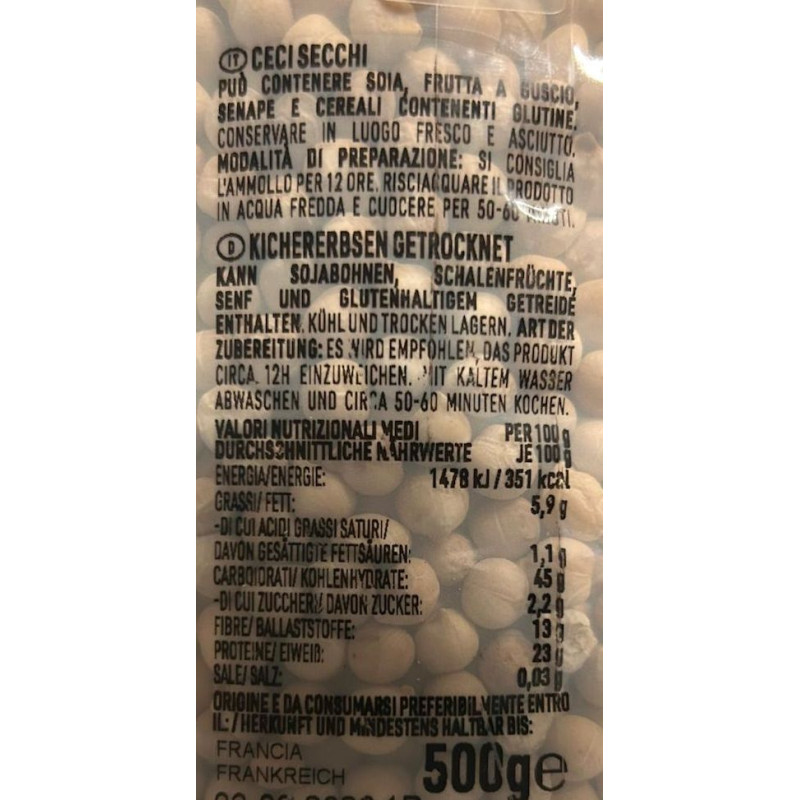 IT CECI SECCHI
PUÒ CONTENERE SOIA, FRUTTA A GUSCIO,
SENAPE E CEREALI CONTENENTI GLUTINE.
CONSERVARE IN LUOGO FRESCO E ASCIUTTO.
MODALITÀ DI PREPARAZIONE: SI CONSIGLIA
L'AMMOLLO PER 12 ORE. RISCIACQUARE IL PRODOTTO
IN ACQUA FREDDA E CUOCERE PER 50-60 MINUTI.
D KICHERERBSEN GETROCKNET
KANN SOJABOHNEN, SCHALENFRÜCHTE,
SENF UND GLUTENHALTIGEM GETREIDE
ENTHALTEN. KÜHL UND TROCKEN LAGERN. ART DER
ZUBEREITUNG: ES WIRD EMPFOHLEN, DAS PRODUKT
CIRCA. 12H EINZUWEICHEN. MIT KALTEM WASSER
ABWASCHEN UND CIRCA 50-60 MINUTEN KOCHEN.
VALORI NUTRIZIONALI MEDI PER 100 g
DURCHSCHNITTLICHE NÄHRWERTE JE 100 g
ENERGIA/ENERGIE: 1478 kJ / 351 kcal
GRASSI/ FETT: 5,9 g
-DI CUI ACIDI GRASSI SATURI/
DAVON GESÄTTIGTE FETTSÄUREN: 1,1 g
CARBOIDRATI/ KOHLENHYDRATE: 45 g
-DI CUI ZUCCHERI/ DAVON ZUCKER: 2,2 g
FIBRE/ BALLASTSTOFFE: 13 g
PROTEINE/ EIWEIß: 23 g
SALE/ SALZ: 0,03 g
ORIGINE E DA CONSUMARSI PREFERIBILMENTE ENTRO
IL: / HERKUNFT UND MINDESTENS HALTBAR BIS:
FRANCIA
FRANKREICH
500g e